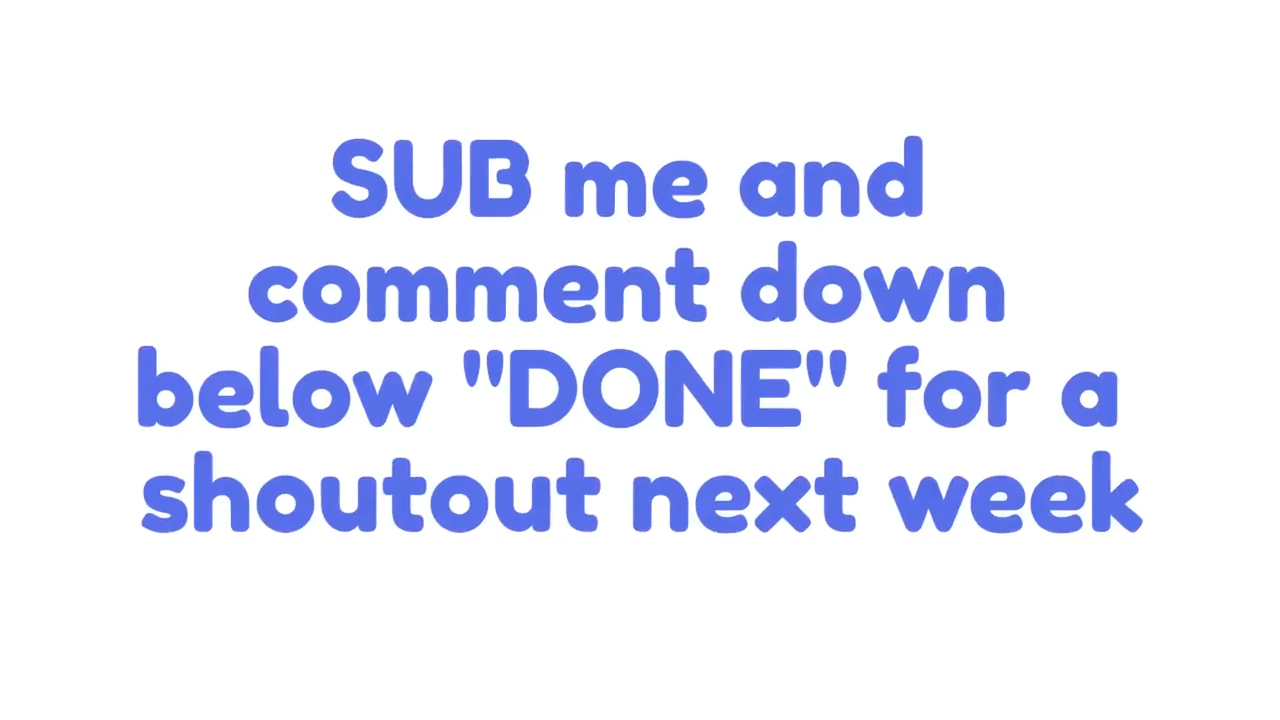 SUB me and
comment down
below "DONE" for a
shoutout next week